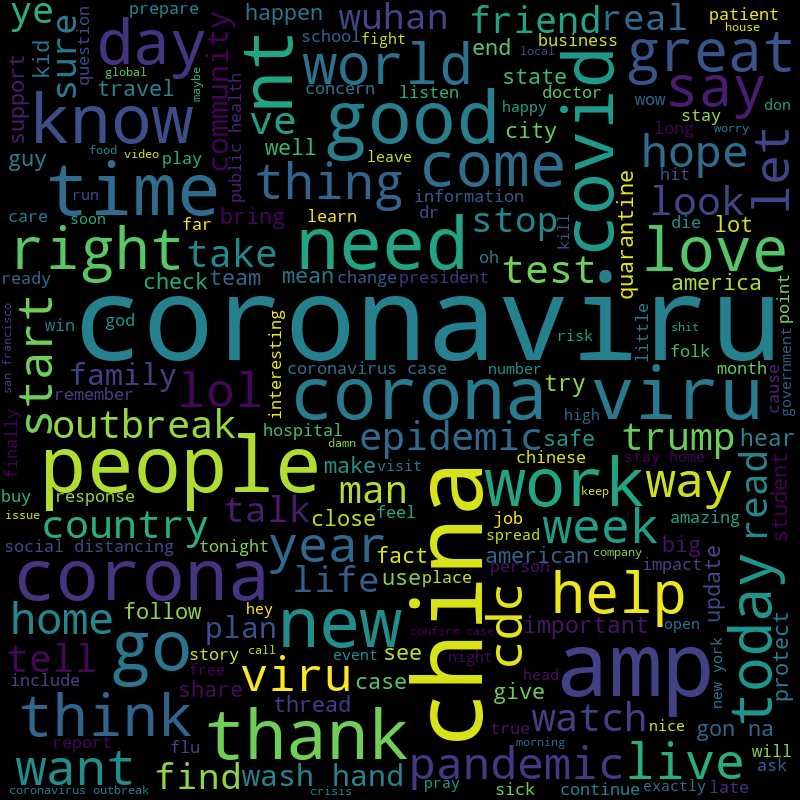 ye
prepare
happen
wuhan
friend
real
patient
house
day
kid
sure
question
school
fight
nt
world
end
business
local
great
say
global
travel
maybe
community
concern
listen
state
doctor
covid
wow
happy
don
support
know
public health
ve
good
city
stay
long
worry
guy
food
video
play
well
leave
come
hope
let
time
run
thing
information
look
hit
care
soon
far
bring
learn
dr
stop
kill
quarantine
die
lot
right
take
need
oh
test
love
ready
check
team
mean
change
president
america
point
san francisco
win
god
coronaviru
risk
little
shit
folk
government
start
family
interesting
coronavirus case
number
month
remember
lol
corona
try
viru
high
cause
finally
outbreak
hospital
epidemic
safe
trump
hear
people
damn
make
visit
chinese
stay home
student
buy
response
man
china
work
keep
way
read
issue
country
talk
close
feel
job
spread
week
amazing
social distancing
tonight
year
fact
american
company
big
update
corona
life
use
place
person
impact
home
follow
hey
plan
new
cdc
help
today
confirm case
important
open
protect
tell
go
story
call
viru
event
see
night
amp
new york
include
share
free
case
give
head
think
thank
thread
true
watch
nice
gon na
report
flu
morning
will
want
find
wash hand
pandemic
live
ask
coronavirus outbreak
crisis
pray
sick
continue
exactly
late